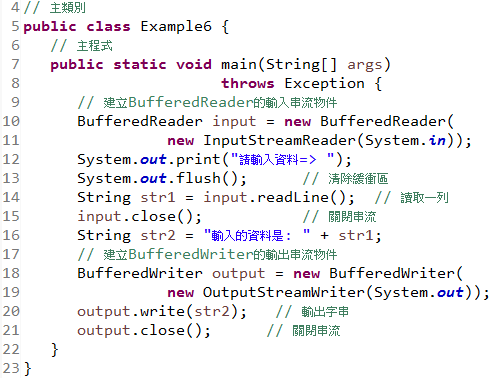 4 // 主類別
5 public class Example6 {
6 // 主程式
7 public static void main(String[] args)
8 throws Exception {
9 // 建立BufferedReader的輸入串流物件
10 BufferedReader input = new BufferedReader(
11 new InputStreamReader(System.in));
12 System.out.print("請輸入資料=> ");
13 System.out.flush(); // 清除緩衝區
14 String str1 = input.readLine(); // 讀取一列
15 input.close(); // 關閉串流
16 String str2 = "輸入的資料是: " + str1;
17 // 建立BufferedWriter的輸出串流物件
18 BufferedWriter output = new BufferedWriter(
19 new OutputStreamWriter(System.out));
20 output.write(str2); // 輸出字串
21 output.close(); // 關閉串流
22 }
23 }